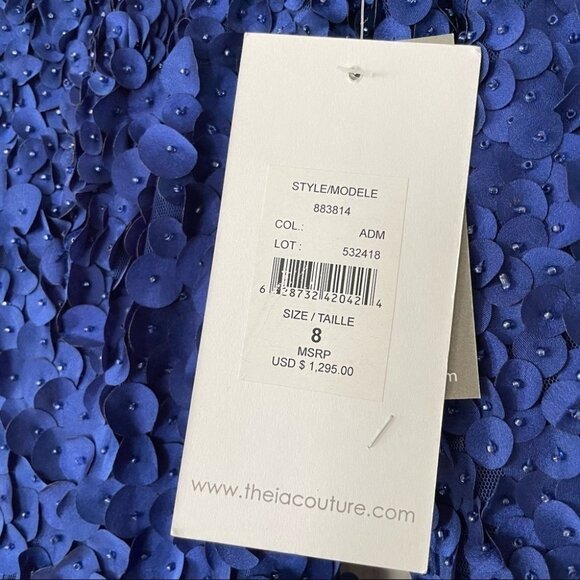 STYLE/MODELE
883814
COL.: ADM
LOT : 532418
6 28732 42042 4
SIZE / TAILLE
8
MSRP
USD $ 1,295.00
www.theiacouture.com
m